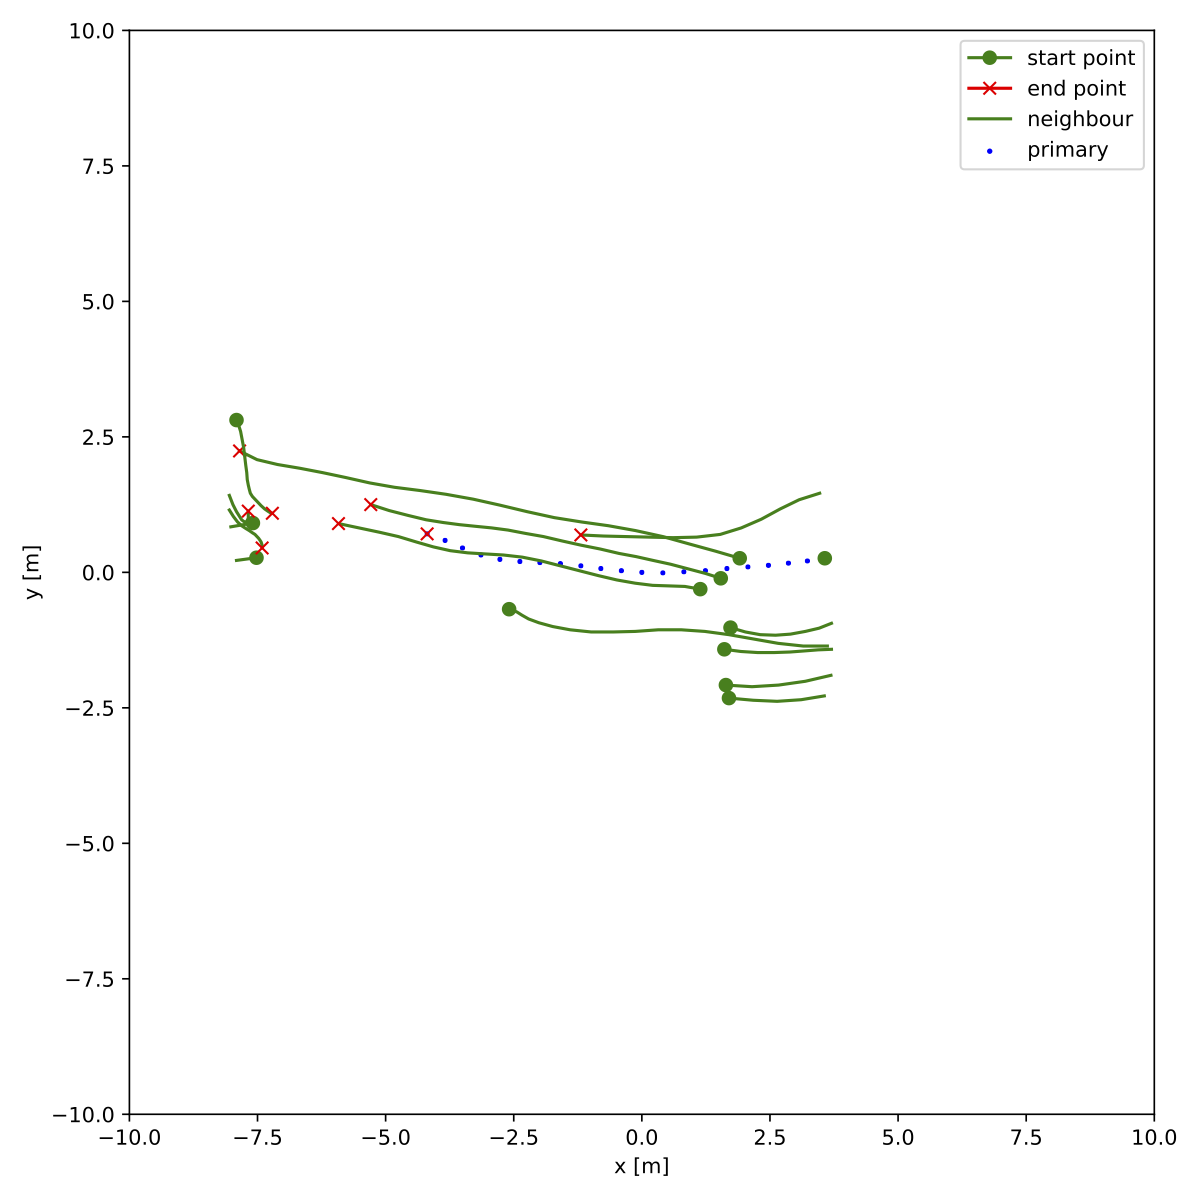 10.0
7.5
5.0
2.5
0.0
−2.5
−5.0
−7.5
−10.0
y [m]
−10.0 −7.5 −5.0 −2.5 0.0 2.5 5.0 7.5 10.0
x [m]
start point
end point
neighbour
primary